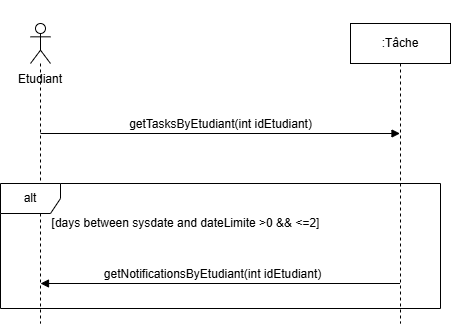 :Tâche
Etudiant
getTasksByEtudiant(int idEtudiant)
alt
[days between sysdate and dateLimite >0 && <=2]
getNotificationsByEtudiant(int idEtudiant)